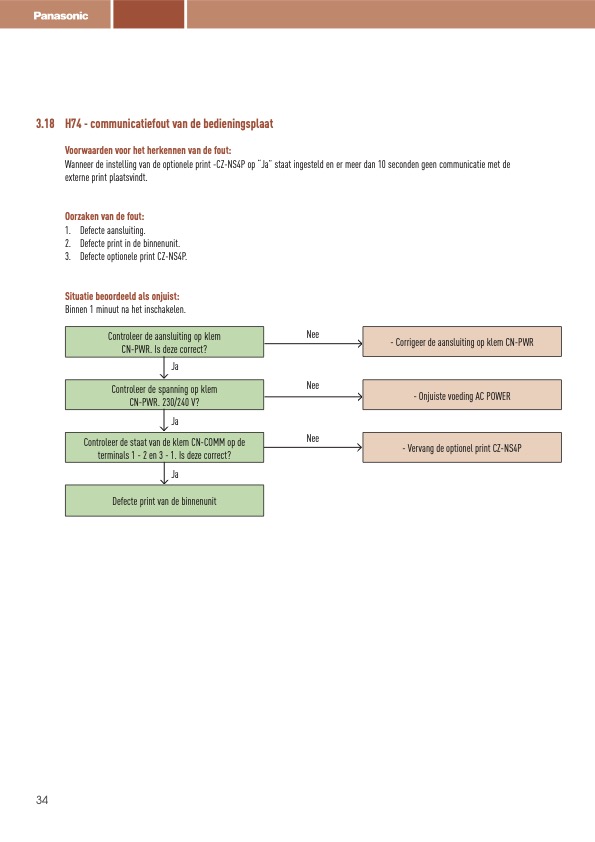 Panasonic
3.18 H74 - communicatiefout van de bedieningsplaat
Voorwaarden voor het herkennen van de fout:
Wanneer de instelling van de optionele print -CZ-NS4P op ¨Ja¨ staat ingesteld en er meer dan 10 seconden geen communicatie met de
externe print plaatsvindt.
Oorzaken van de fout:
1. Defecte aansluiting.
2. Defecte print in de binnenunit.
3. Defecte optionele print CZ-NS4P.
Situatie beoordeeld als onjuist:
Binnen 1 minuut na het inschakelen.
Controleer de aansluiting op klem
CN-PWR. Is deze correct?
Nee
- Corrigeer de aansluiting op klem CN-PWR
Ja
Controleer de spanning op klem
CN-PWR. 230/240 V?
Nee
- Onjuiste voeding AC POWER
Ja
Controleer de staat van de klem CN-COMM op de
terminals 1 - 2 en 3 - 1. Is deze correct?
Nee
- Vervang de optionel print CZ-NS4P
Ja
Defecte print van de binnenunit
34